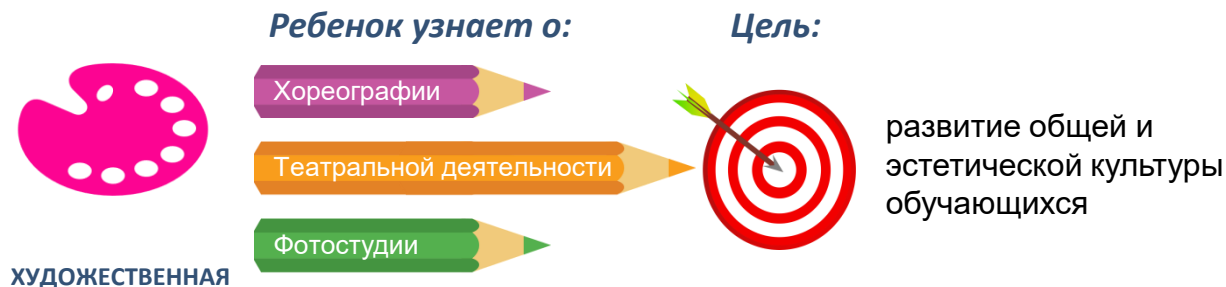 Ребенок узнает о:
Цель:
Хореографии
Театральной деятельности
Фотостудии
развитие общей и
эстетической культуры
обучающихся
ХУДОЖЕСТВЕННАЯ